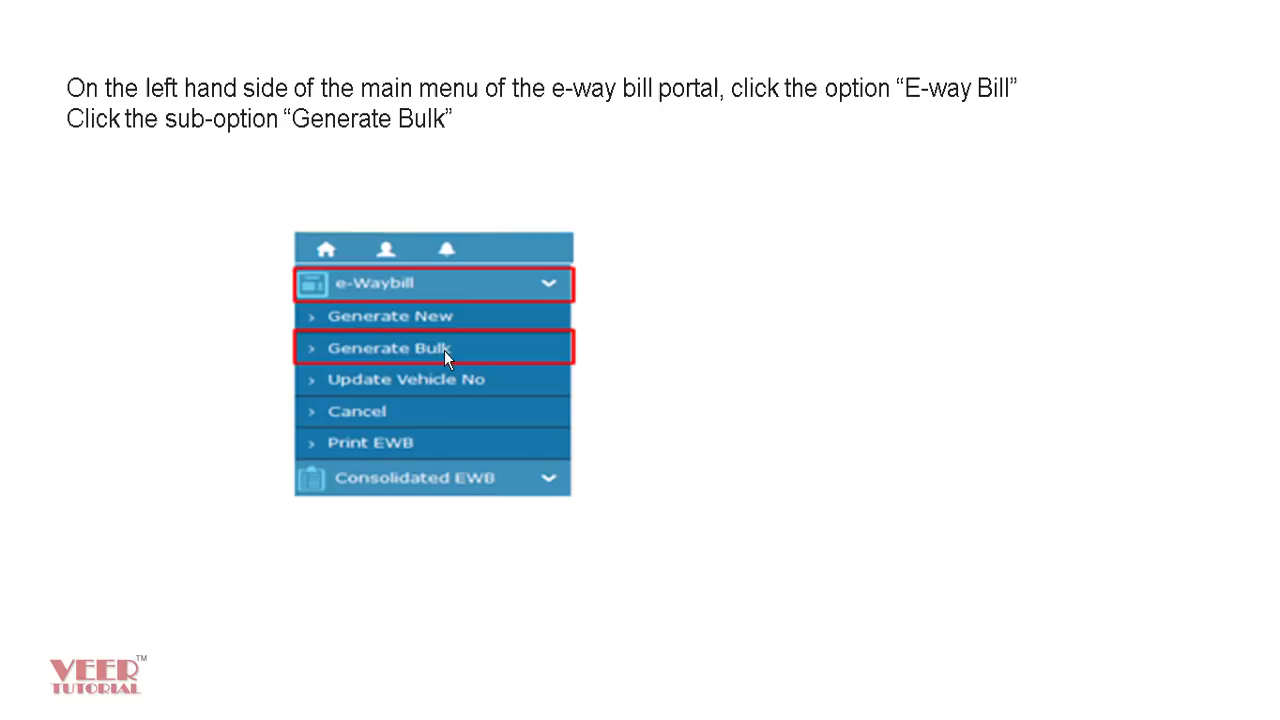 On the left hand side of the main menu of the e-way bill portal, click the option “E-way Bill”
Click the sub-option “Generate Bulk”
e-Waybill
Generate New
Generate Bulk
Update Vehicle No
Cancel
Print EWB
Consolidated EWB
VEER™
TUTORIAL